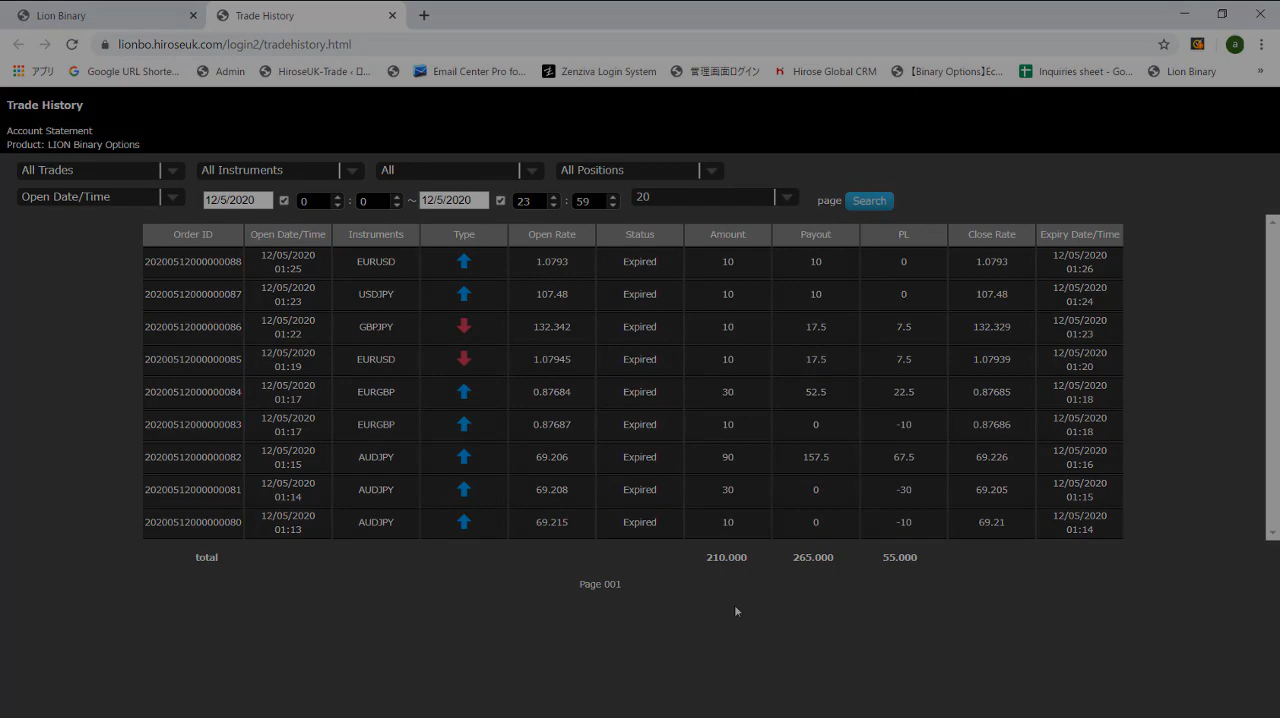 Lion Binary
Trade History
lionbo.hiroseuk.com/login2/tradehistory.html
a
アプリ Google URL Shorte... Admin HiroseUK-Trade ‹ ロ... Email Center Pro fo... Zenziva Login System 管理画面ログイン Hirose Global CRM 【Binary Options】Ec... Inquiries sheet - Go... Lion Binary »
Trade History
Account Statement
Product: LION Binary Options
All Trades All Instruments All All Positions
Open Date/Time 12/5/2020 0 : 0 ~ 12/5/2020 23 : 59 20 page Search
Order ID Open Date/Time Instruments Type Open Rate Status Amount Payout PL Close Rate Expiry Date/Time
20200512000000088 12/05/2020 01:25 EURUSD 1.0793 Expired 10 10 0 1.0793 12/05/2020 01:26
20200512000000087 12/05/2020 01:23 USDJPY 107.48 Expired 10 10 0 107.48 12/05/2020 01:24
20200512000000086 12/05/2020 01:22 GBPJPY 132.342 Expired 10 17.5 7.5 132.329 12/05/2020 01:23
20200512000000085 12/05/2020 01:19 EURUSD 1.07945 Expired 10 17.5 7.5 1.07939 12/05/2020 01:20
20200512000000084 12/05/2020 01:17 EURGBP 0.87684 Expired 30 52.5 22.5 0.87685 12/05/2020 01:18
20200512000000083 12/05/2020 01:17 EURGBP 0.87687 Expired 10 0 -10 0.87686 12/05/2020 01:18
20200512000000082 12/05/2020 01:15 AUDJPY 69.206 Expired 90 157.5 67.5 69.226 12/05/2020 01:16
20200512000000081 12/05/2020 01:14 AUDJPY 69.208 Expired 30 0 -30 69.205 12/05/2020 01:15
20200512000000080 12/05/2020 01:13 AUDJPY 69.215 Expired 10 0 -10 69.21 12/05/2020 01:14
total 210.000 265.000 55.000
Page 001